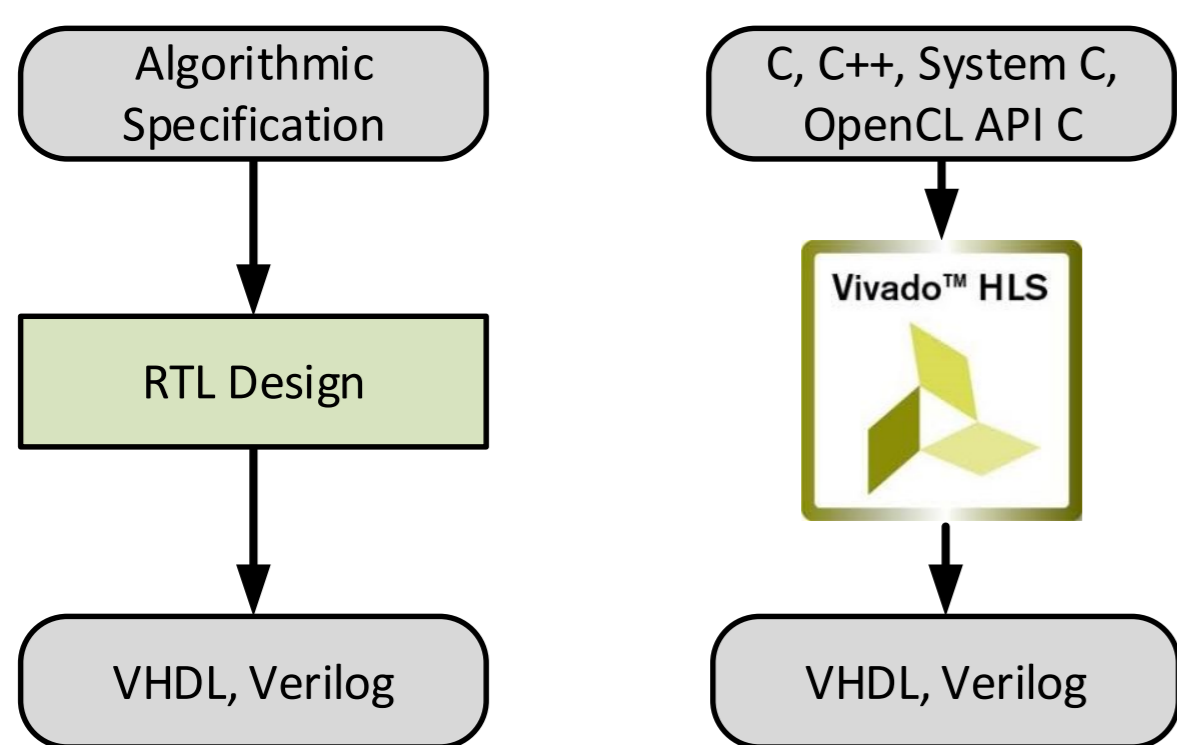 Algorithmic
Specification
RTL Design
VHDL, Verilog
C, C++, System C,
OpenCL API C
Vivado™ HLS
VHDL, Verilog